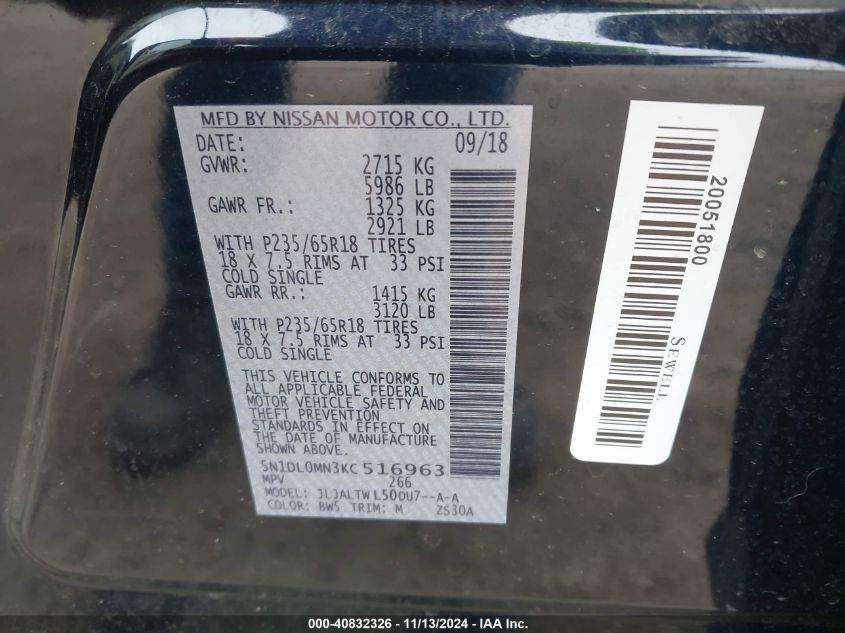 MFD BY NISSAN MOTOR CO., LTD.
DATE: 09/18
GVWR: 2715 KG
5986 LB
GAWR FR.: 1325 KG
2921 LB
WITH P235/65R18 TIRES
18 X 7.5 RIMS AT 33 PSI
COLD SINGLE
GAWR RR.: 1415 KG
3120 LB
WITH P235/65R18 TIRES
18 X 7.5 RIMS AT 33 PSI
COLD SINGLE
THIS VEHICLE CONFORMS TO
ALL APPLICABLE FEDERAL
MOTOR VEHICLE SAFETY AND
THEFT PREVENTION
STANDARDS IN EFFECT ON
THE DATE OF MANUFACTURE
SHOWN ABOVE.
5N1DL0MN3KC516963
MPV 266
MODEL: JLJALTWL50DU7--A-A
COLOR: BW5 TRIM: M ZS30A
20051800
SEWELL
000-40832326 - 11/13/2024 - IAA Inc.